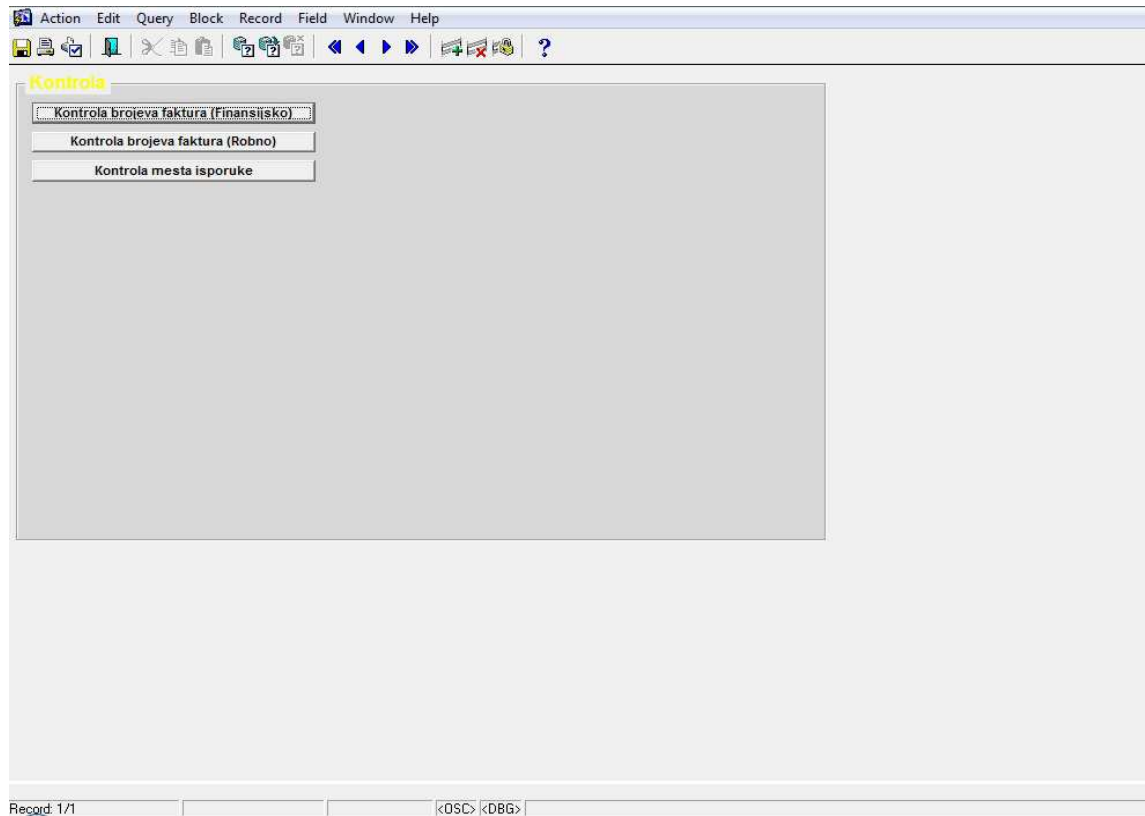 Action Edit Query Block Record Field Window Help
Kontrola
Kontrola brojeva faktura (Finansijsko)
Kontrola brojeva faktura (Robno)
Kontrola mesta isporuke
Record: 1/1 <OSC> <DBG>